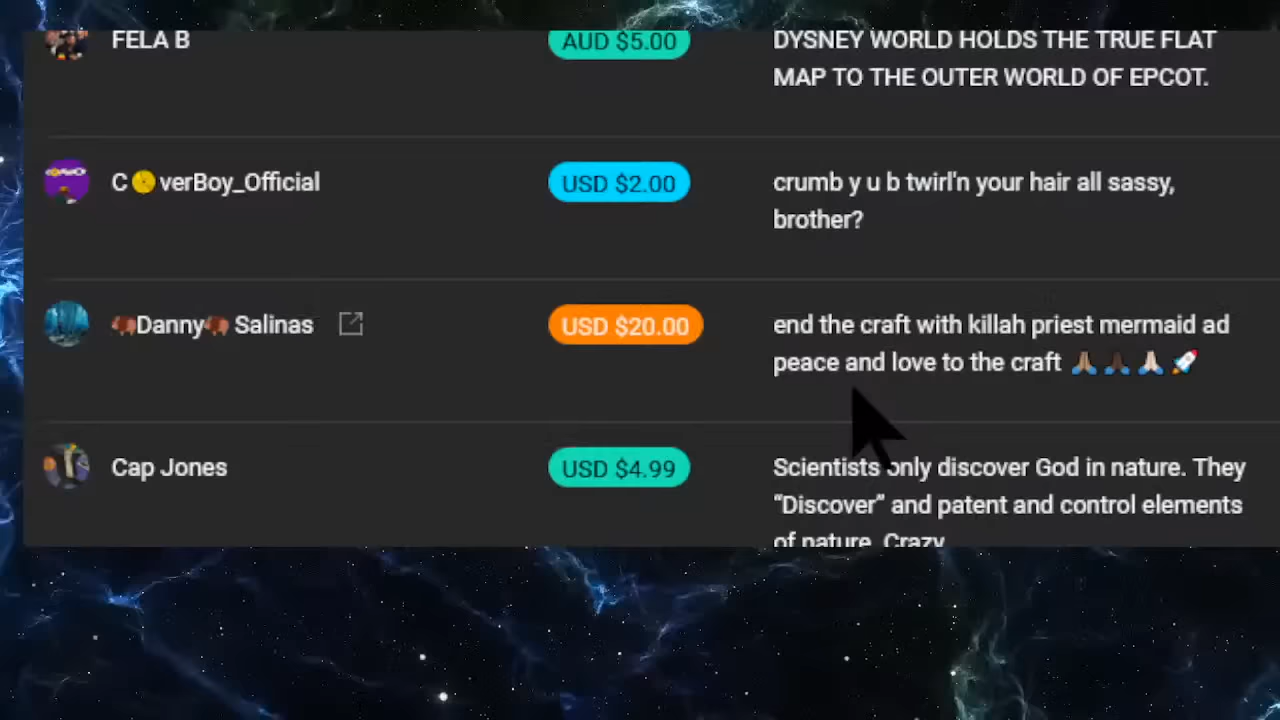 FELA B
AUD $5.00
DYSNEY WORLD HOLDS THE TRUE FLAT
MAP TO THE OUTER WORLD OF EPCOT.
C🟡verBoy_Official
USD $2.00
crumb y u b twirl'n your hair all sassy,
brother?
🐂Danny🐂 Salinas
USD $20.00
end the craft with killah priest mermaid ad
peace and love to the craft 🙏🏽🙏🏿🙏🏻🚀
Cap Jones
USD $4.99
Scientists only discover God in nature. They
“Discover” and patent and control elements
of nature. Crazy